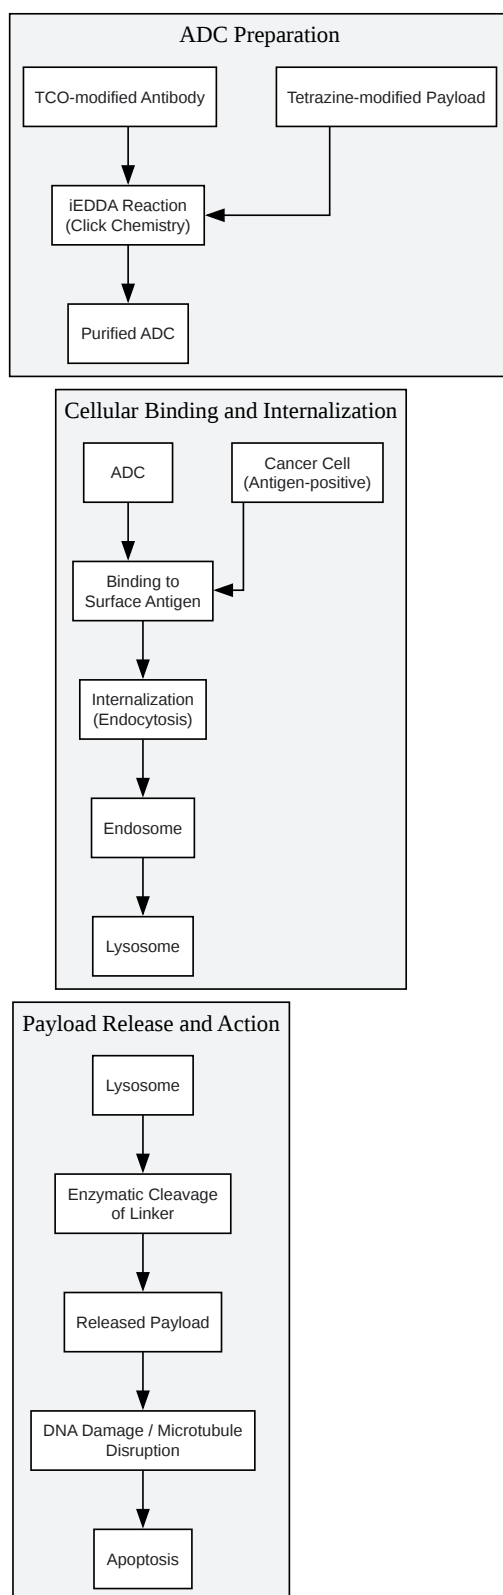 ADC Preparation
TCO-modified Antibody
Tetrazine-modified Payload
iEDDA Reaction
(Click Chemistry)
Purified ADC
Cellular Binding and Internalization
ADC
Cancer Cell
(Antigen-positive)
Binding to
Surface Antigen
Internalization
(Endocytosis)
Endosome
Lysosome
Payload Release and Action
Lysosome
Enzymatic Cleavage
of Linker
Released Payload
DNA Damage / Microtubule
Disruption
Apoptosis